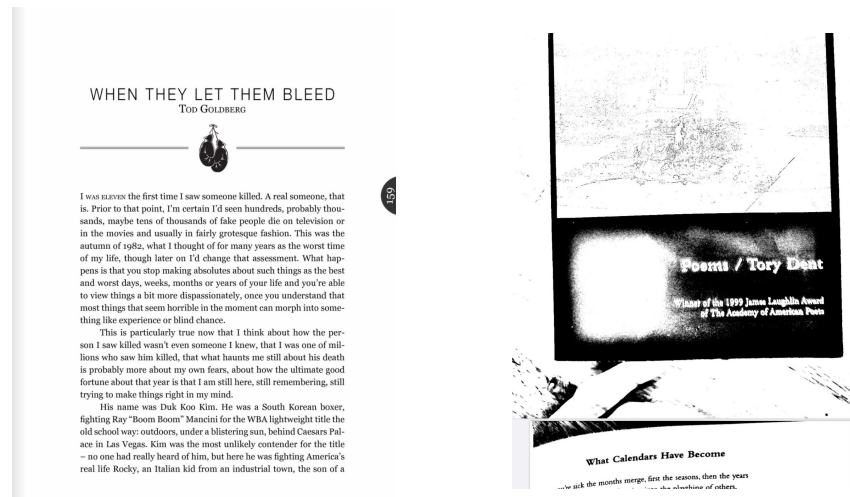 WHEN THEY LET THEM BLEED
TOD GOLDBERG
I WAS ELEVEN the first time I saw someone killed. A real someone, that
is. Prior to that point, I'm certain I'd seen hundreds, probably thou-
sands, maybe tens of thousands of fake people die on television or
in the movies and usually in fairly grotesque fashion. This was the
autumn of 1982, what I thought of for many years as the worst time
of my life, though later on I'd change that assessment. What hap-
pens is that you stop making absolutes about such things as the best
and worst days, weeks, months or years of your life and you're able
to view things a bit more dispassionately, once you understand that
most things that seem horrible in the moment can morph into some-
thing like experience or blind chance.
This is particularly true now that I think about how the per-
son I saw killed wasn't even someone I knew, that I was one of mil-
lions who saw him killed, that what haunts me still about his death
is probably more about my own fears, about how the ultimate good
fortune about that year is that I am still here, still remembering, still
trying to make things right in my mind.
His name was Duk Koo Kim. He was a South Korean boxer,
fighting Ray "Boom Boom" Mancini for the WBA lightweight title the
old school way: outdoors, under a blistering sun, behind Caesars Pal-
ace in Las Vegas. Kim was the most unlikely contender for the title
– no one had really heard of him, but here he was fighting America's
real life Rocky, an Italian kid from an industrial town, the son of a
159
Poems / Tory Dent
Winner of the 1999 James Laughlin Award
of The Academy of American Poets
What Calendars Have Become
sick the months merge, first the seasons, then the years
the plaything of others,